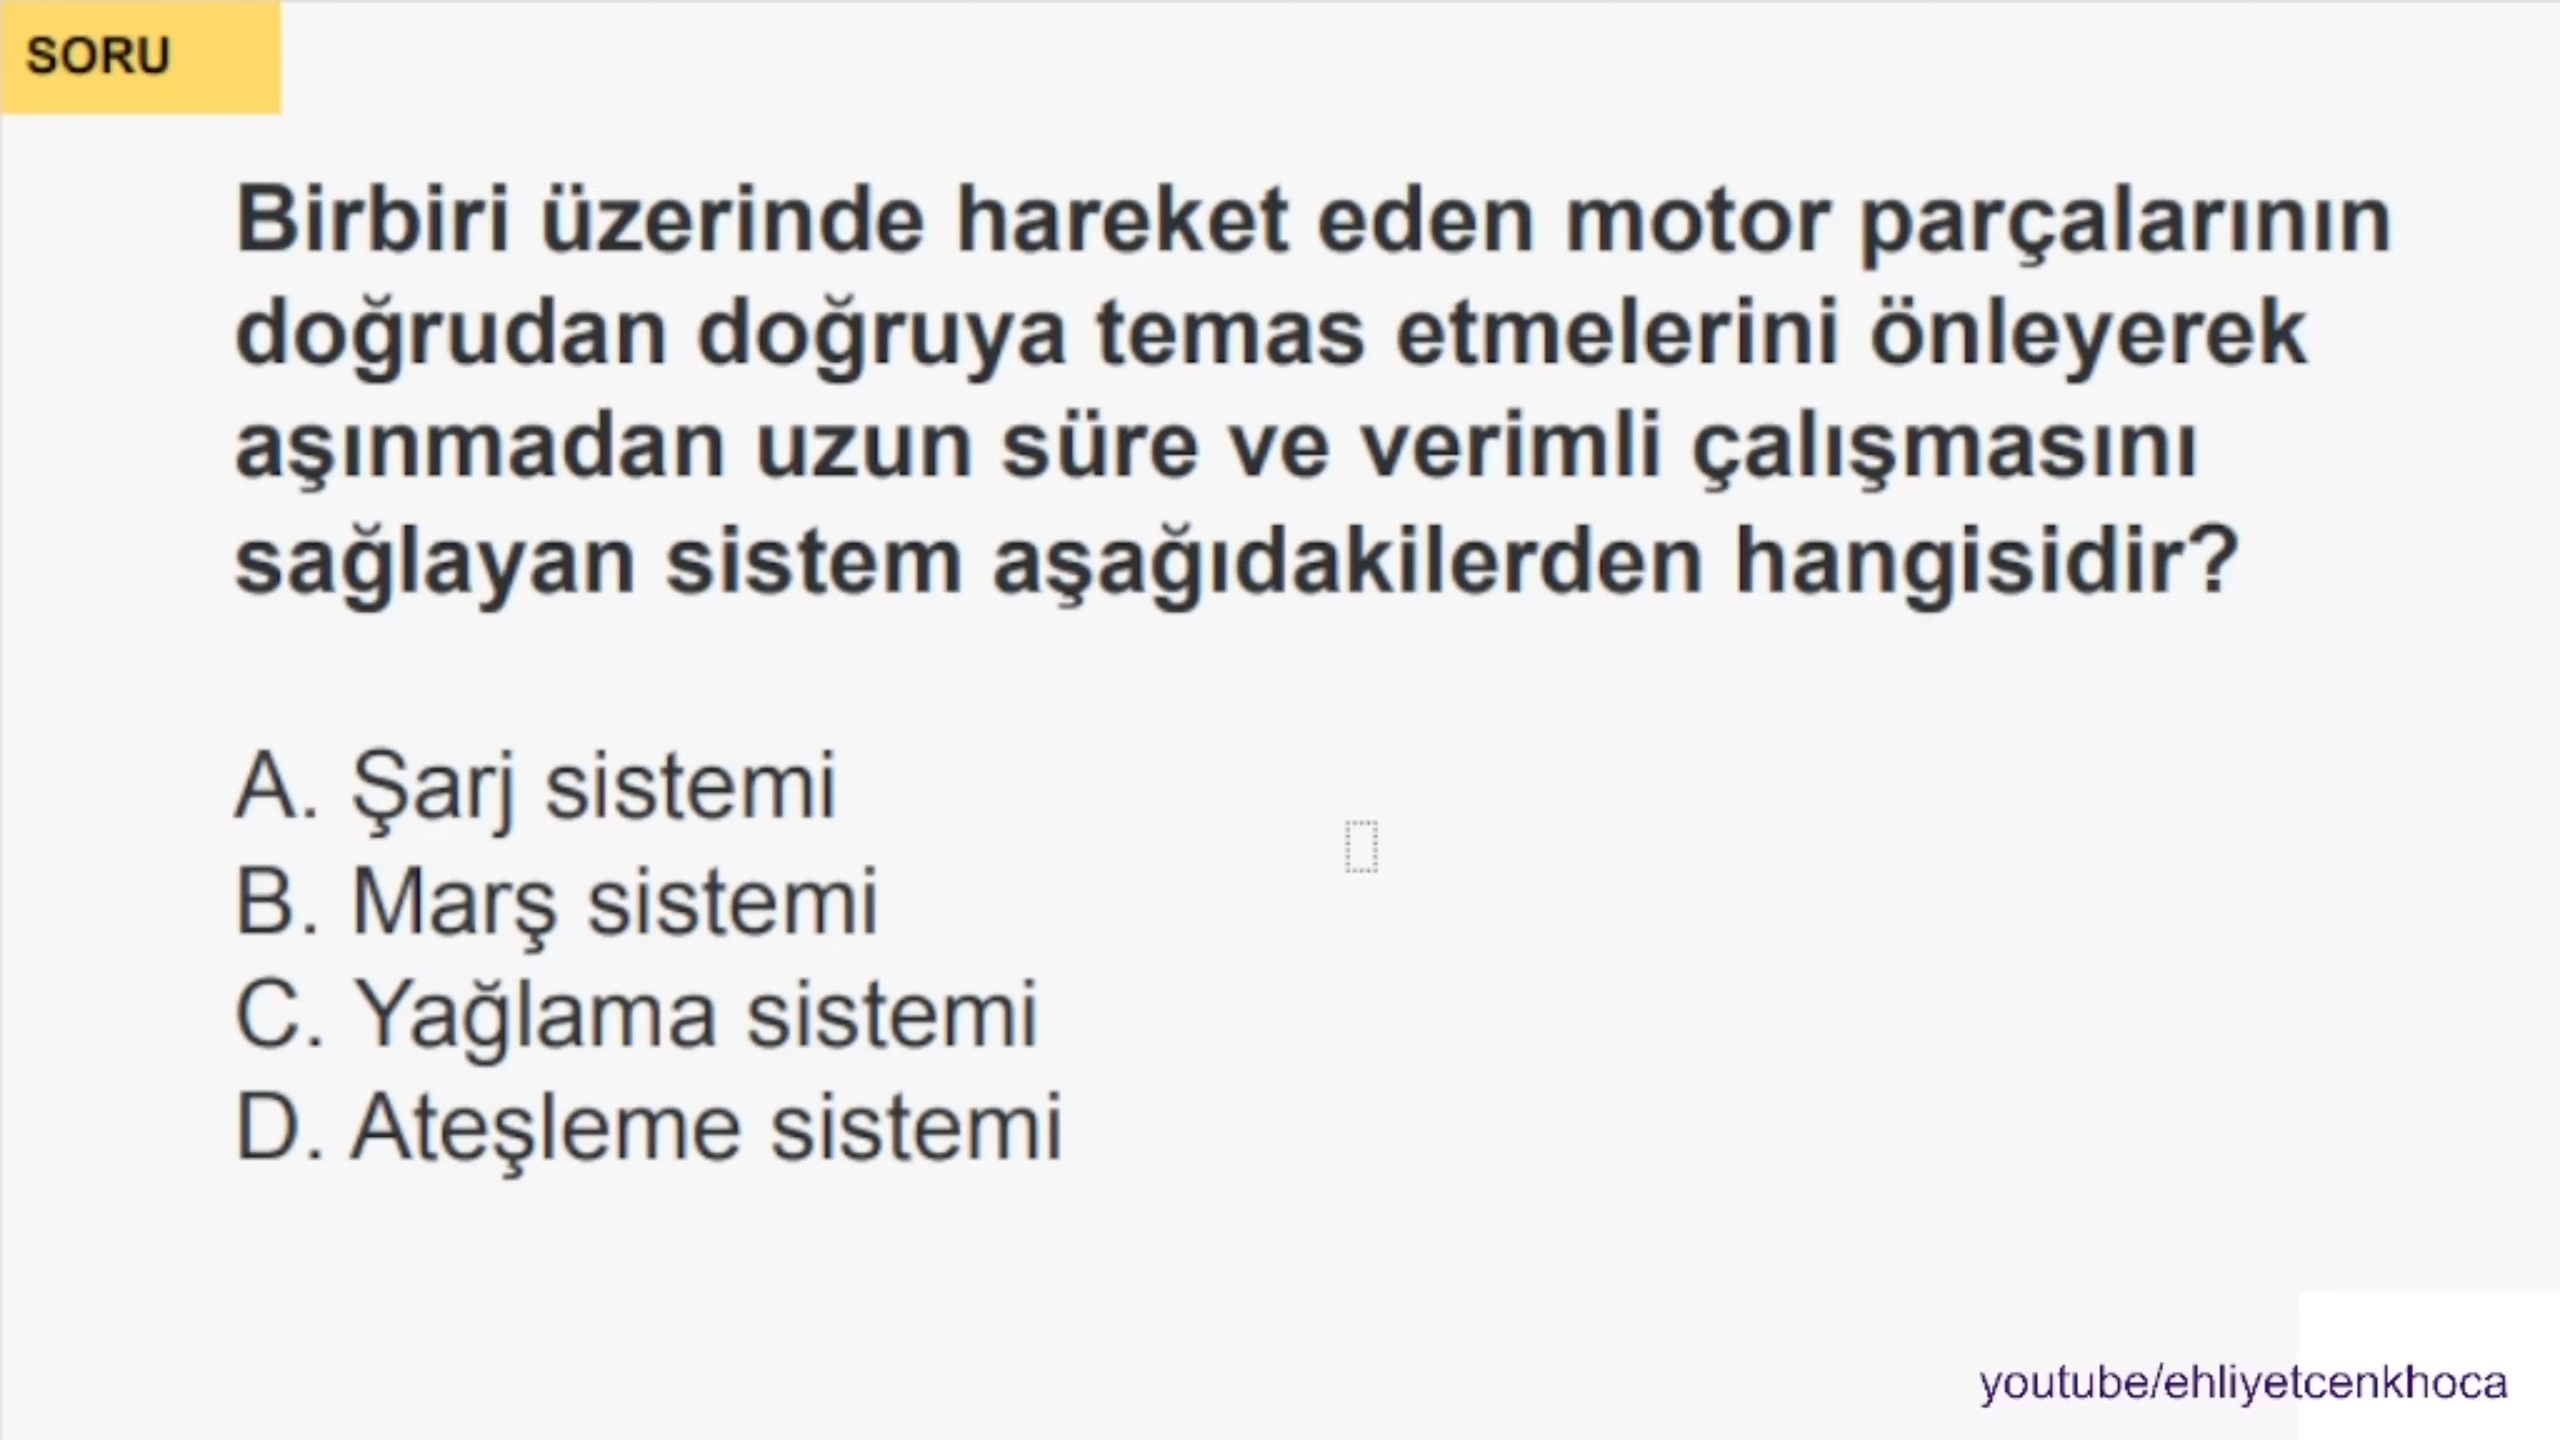 SORU
Birbiri üzerinde hareket eden motor parçalarının
doğrudan doğruya temas etmelerini önleyerek
aşınmadan uzun süre ve verimli çalışmasını
sağlayan sistem aşağıdakilerden hangisidir?
A. Şarj sistemi
B. Marş sistemi
C. Yağlama sistemi
D. Ateşleme sistemi
youtube/ehliyetcenkhoca